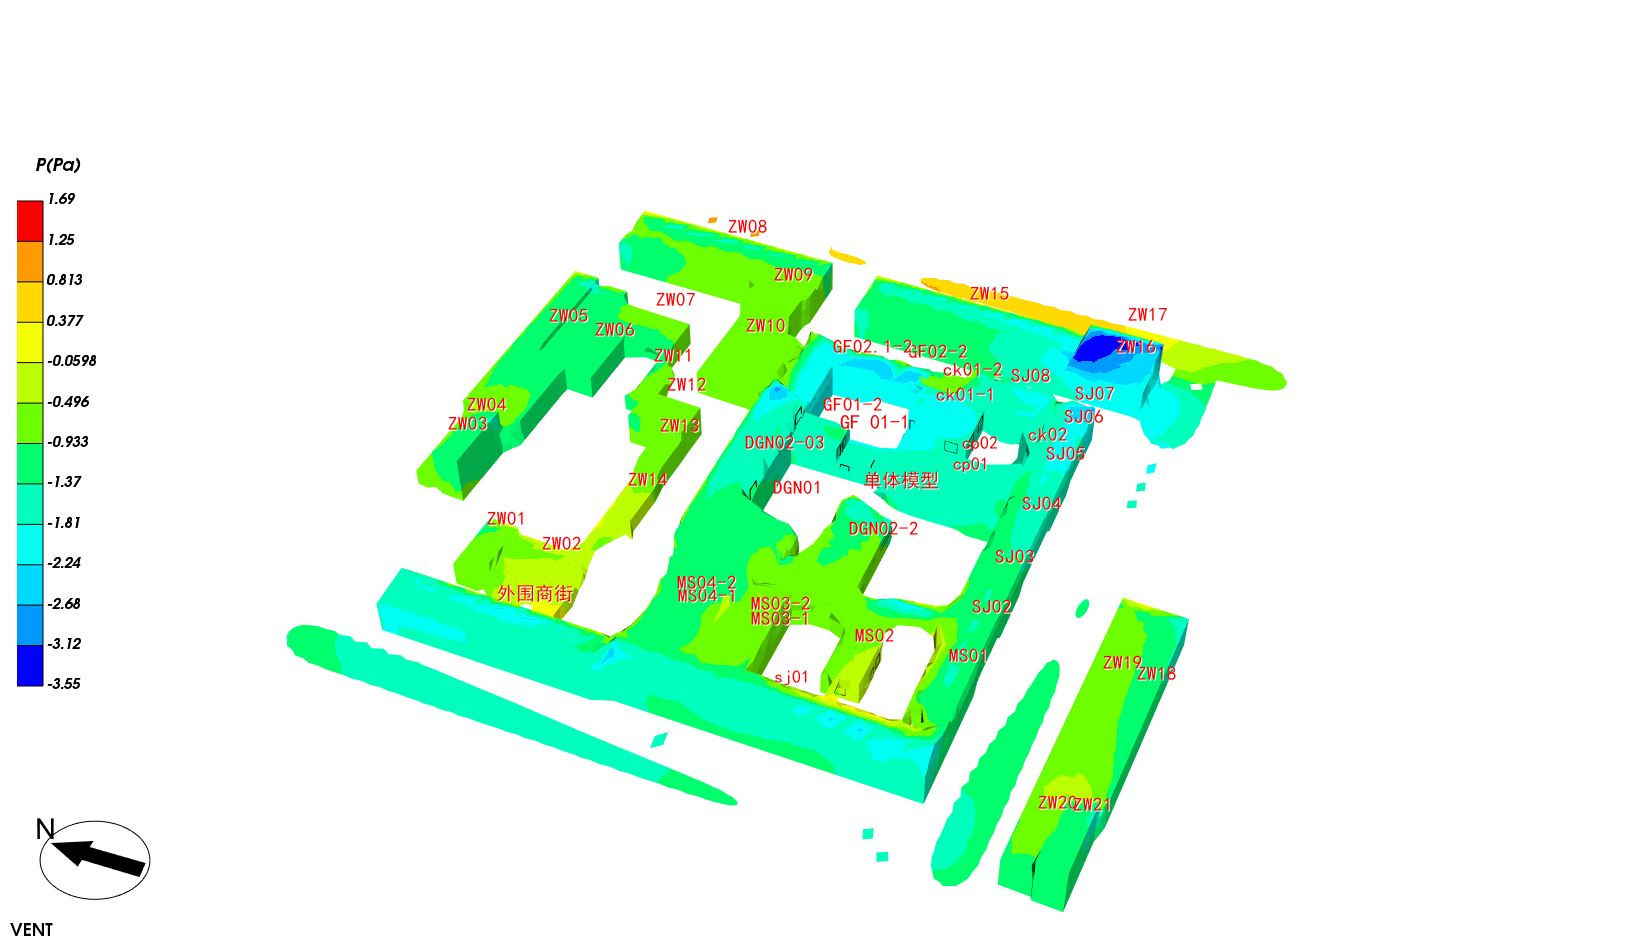 P(Pa)
1.69
1.25
0.813
0.377
-0.0598
-0.496
-0.933
-1.37
-1.81
-2.24
-2.68
-3.12
-3.55
ZW08
ZW09
ZW07
ZW15
ZW05
ZW06
ZW10
ZW17
ZW16
GF02.1-2
GF02-2
ZW11
ck01-2
SJ08
ZW12
ck01-1
SJ07
ZW04
GF01-2
SJ06
ZW03
ZW13
GF 01-1
DGN02-03
cp02
ck02
SJ05
cp01
ZW14
DGN01
单体模型
SJ04
ZW01
DGN02-2
ZW02
SJ03
MS04-2
外围商街
MS04-1
MS03-2
SJ02
MS03-1
MS02
MS01
ZW19
ZW18
sj01
ZW20
ZW21
N
VENT